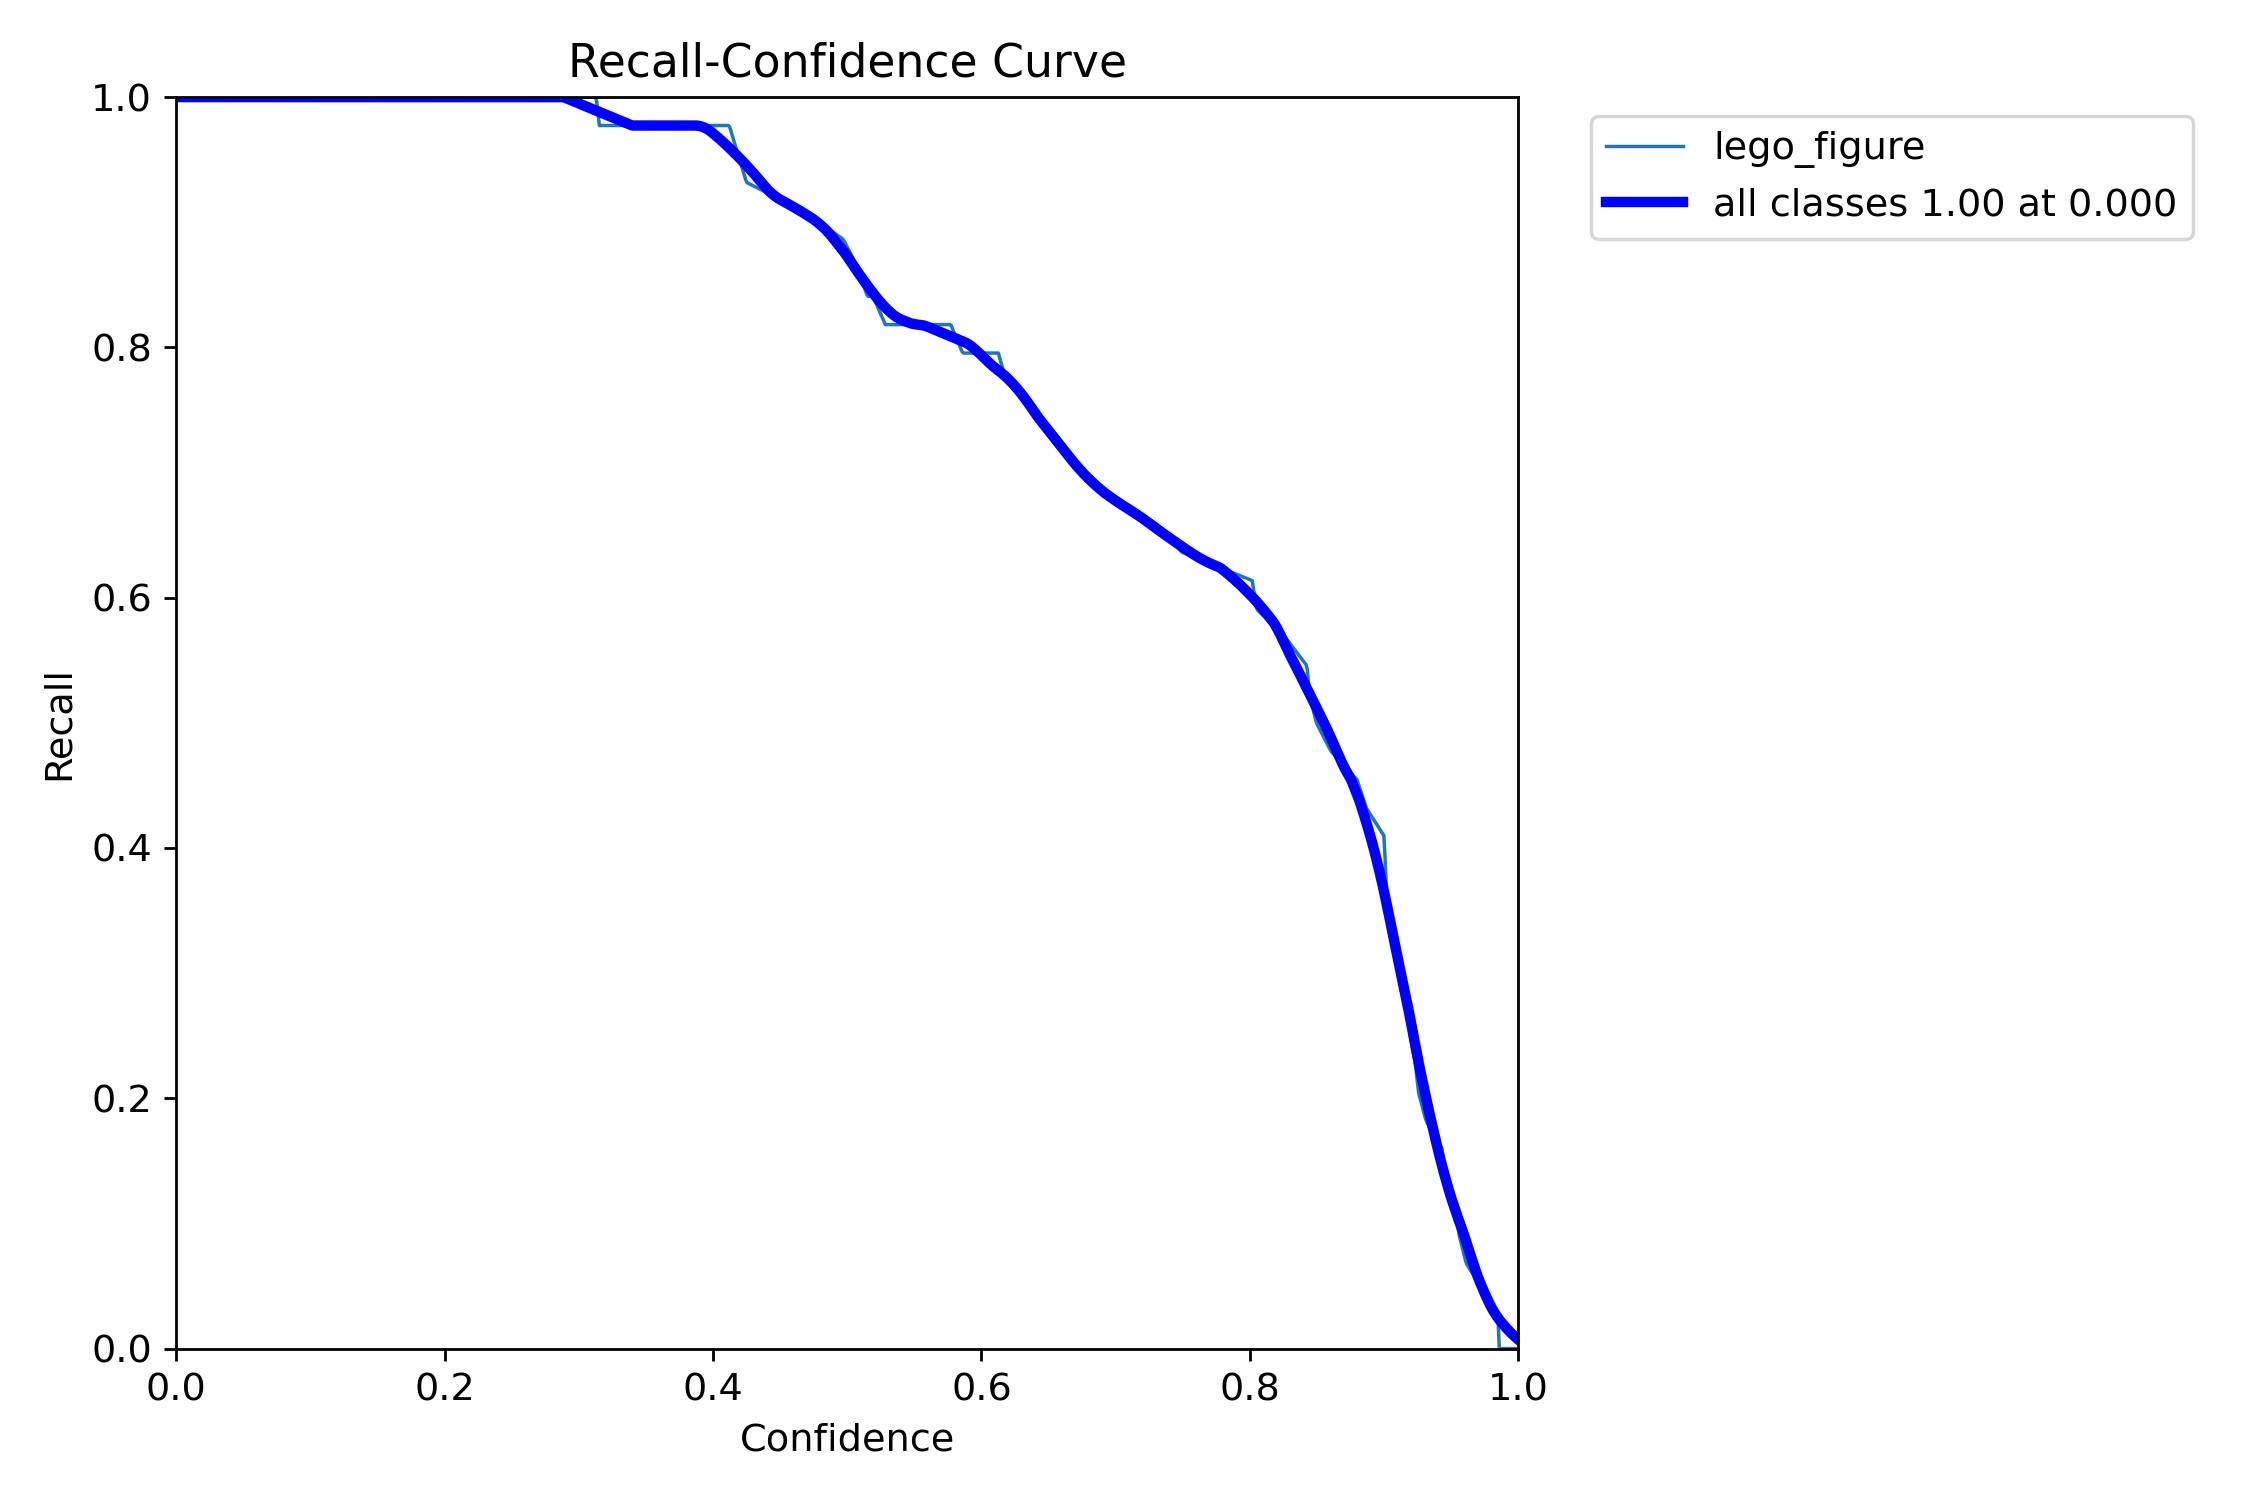 Recall-Confidence Curve
1.0
0.8
0.6
0.4
0.2
0.0
Recall
0.0 0.2 0.4 0.6 0.8 1.0
Confidence
lego_figure
all classes 1.00 at 0.000